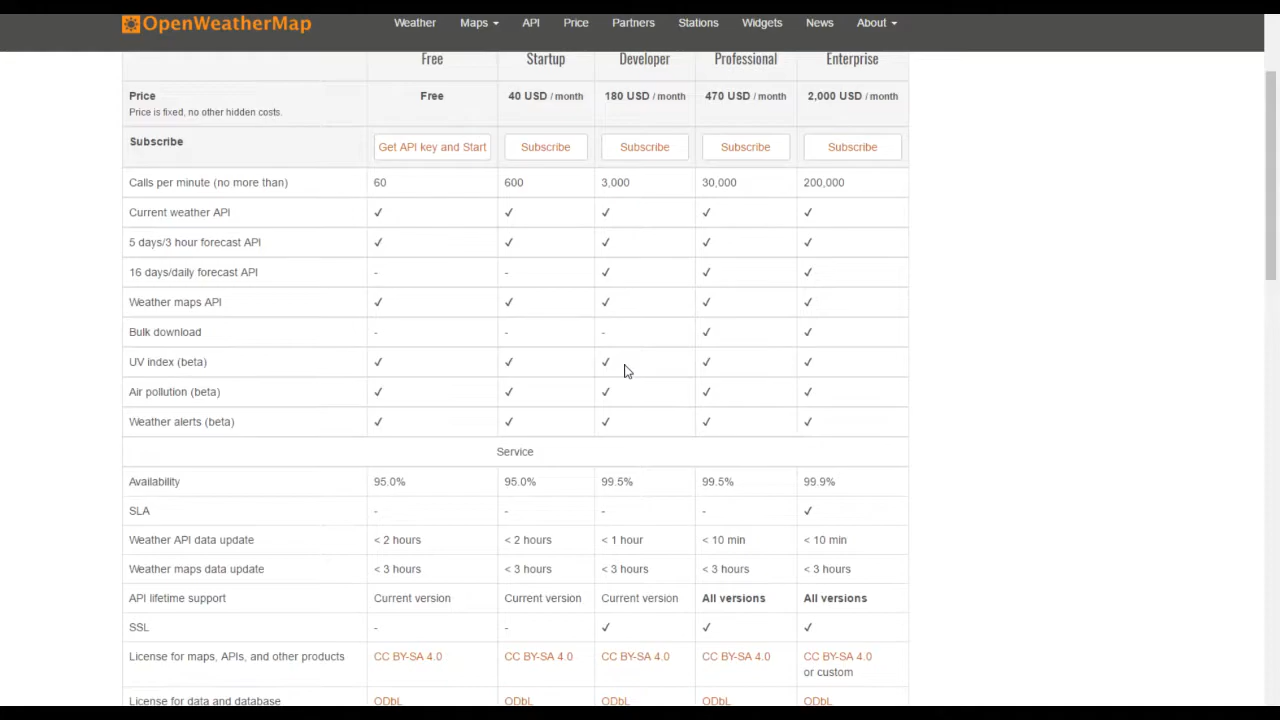 OpenWeatherMap Weather Maps API Price Partners Stations Widgets News About
Free Startup Developer Professional Enterprise
Price Free 40 USD / month 180 USD / month 470 USD / month 2,000 USD / month
Price is fixed, no other hidden costs.
Subscribe Get API key and Start Subscribe Subscribe Subscribe Subscribe
Calls per minute (no more than) 60 600 3,000 30,000 200,000
Current weather API ✓ ✓ ✓ ✓ ✓
5 days/3 hour forecast API ✓ ✓ ✓ ✓ ✓
16 days/daily forecast API - - ✓ ✓ ✓
Weather maps API ✓ ✓ ✓ ✓ ✓
Bulk download - - - ✓ ✓
UV index (beta) ✓ ✓ ✓ ✓ ✓
Air pollution (beta) ✓ ✓ ✓ ✓ ✓
Weather alerts (beta) ✓ ✓ ✓ ✓ ✓
Service
Availability 95.0% 95.0% 99.5% 99.5% 99.9%
SLA - - - - ✓
Weather API data update < 2 hours < 2 hours < 1 hour < 10 min < 10 min
Weather maps data update < 3 hours < 3 hours < 3 hours < 3 hours < 3 hours
API lifetime support Current version Current version Current version All versions All versions
SSL - - ✓ ✓ ✓
License for maps, APIs, and other products CC BY-SA 4.0 CC BY-SA 4.0 CC BY-SA 4.0 CC BY-SA 4.0 CC BY-SA 4.0
or custom
License for data and database ODbL ODbL ODbL ODbL ODbL